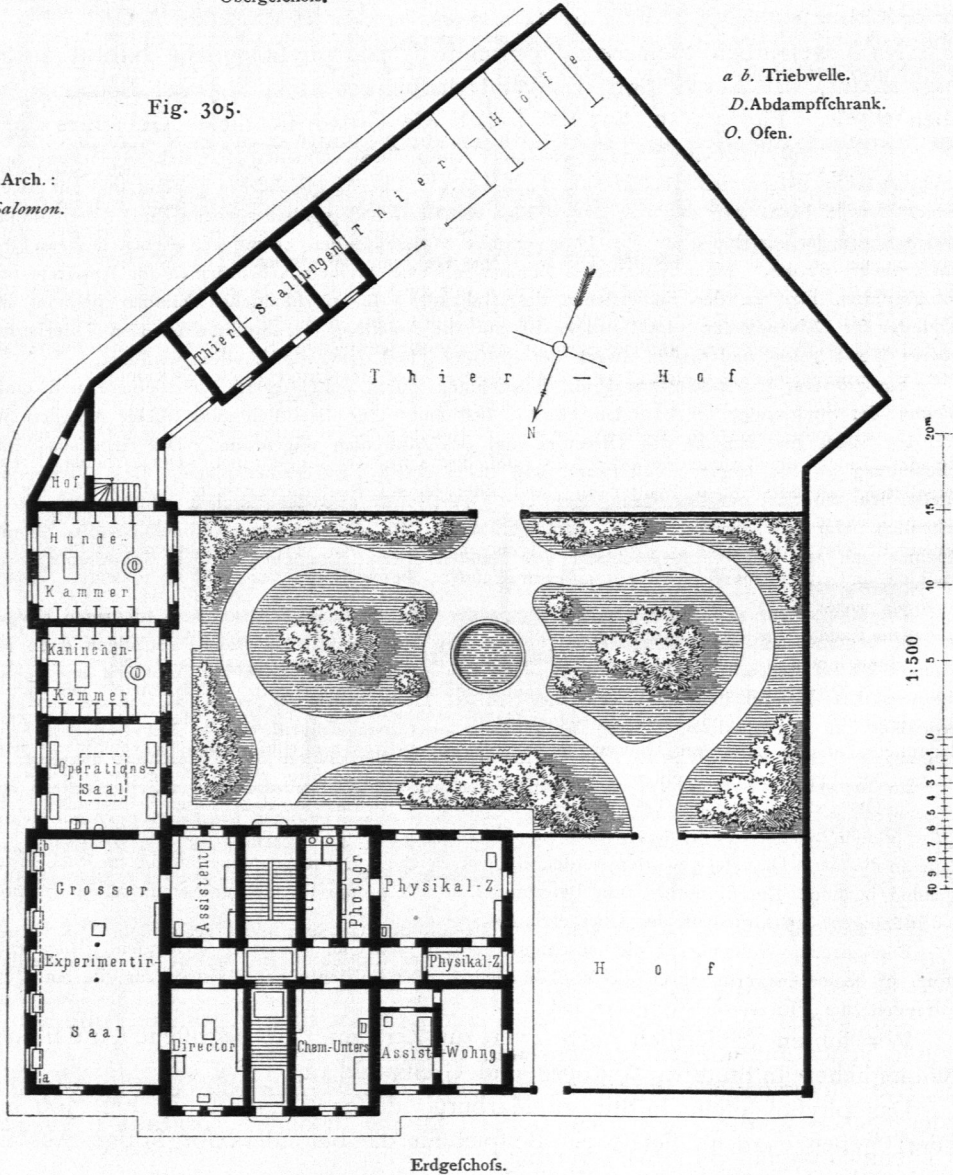 Obergeſchoſs.
Fig. 305.
a b. Triebwelle.
D. Abdampfſchrank.
O. Ofen.
Arch.:
Salomon.
Thier-Höfe
Thier-Stallungen
Thier — Hof
N
Hof
Hunde-
Kammer
O
Kaninchen-
Kammer
O
Operations-
Saal
D
b
Grosser
Experimentir-
Saal
a
Assistent
Photogr
Physikal-Z
Physikal-Z
Director
Chem.-Unters
D
Assist-Wohng
Hof
20m
15
10
5
0
1
2
3
4
5
6
7
8
9
10
1:500
Erdgeſchoſs.